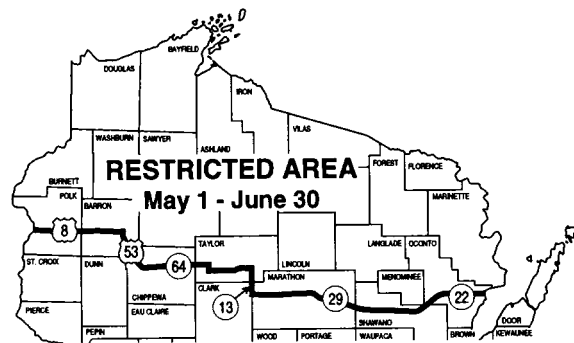 BAYFIELD
DOUGLAS
IRON
VILAS
WASHBURN
SAWYER
ASHLAND
FOREST
FLORENCE
RESTRICTED AREA
May 1 - June 30
BURNETT
POLK
BARRON
MARINETTE
8
53
64
TAYLOR
LINCOLN
LANGLADE
OCONTO
ST. CROIX
DUNN
CHIPPEWA
CLARK
MARATHON
MENOMINEE
13
29
22
PIERCE
PEPIN
EAU CLAIRE
WOOD
PORTAGE
SHAWANO
WAUPACA
BROWN
DOOR
KEWAUNEE